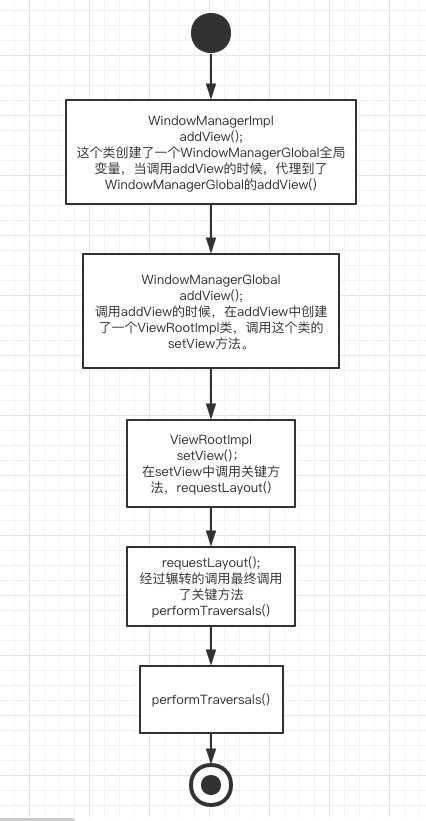 WindowManagerImpl
addView();
这个类创建了一个WindowManagerGlobal全局
变量，当调用addView的时候，代理到了
WindowManagerGlobal的addView()
WindowManagerGlobal
addView();
调用addView的时候，在addView中创建
了一个ViewRootImpl类，调用这个类的
setView方法。
ViewRootImpl
setView();
在setView中调用关键方
法，requestLayout()
requestLayout();
经过辗转的调用最终调用
了关键方法
performTraversals()
performTraversals()